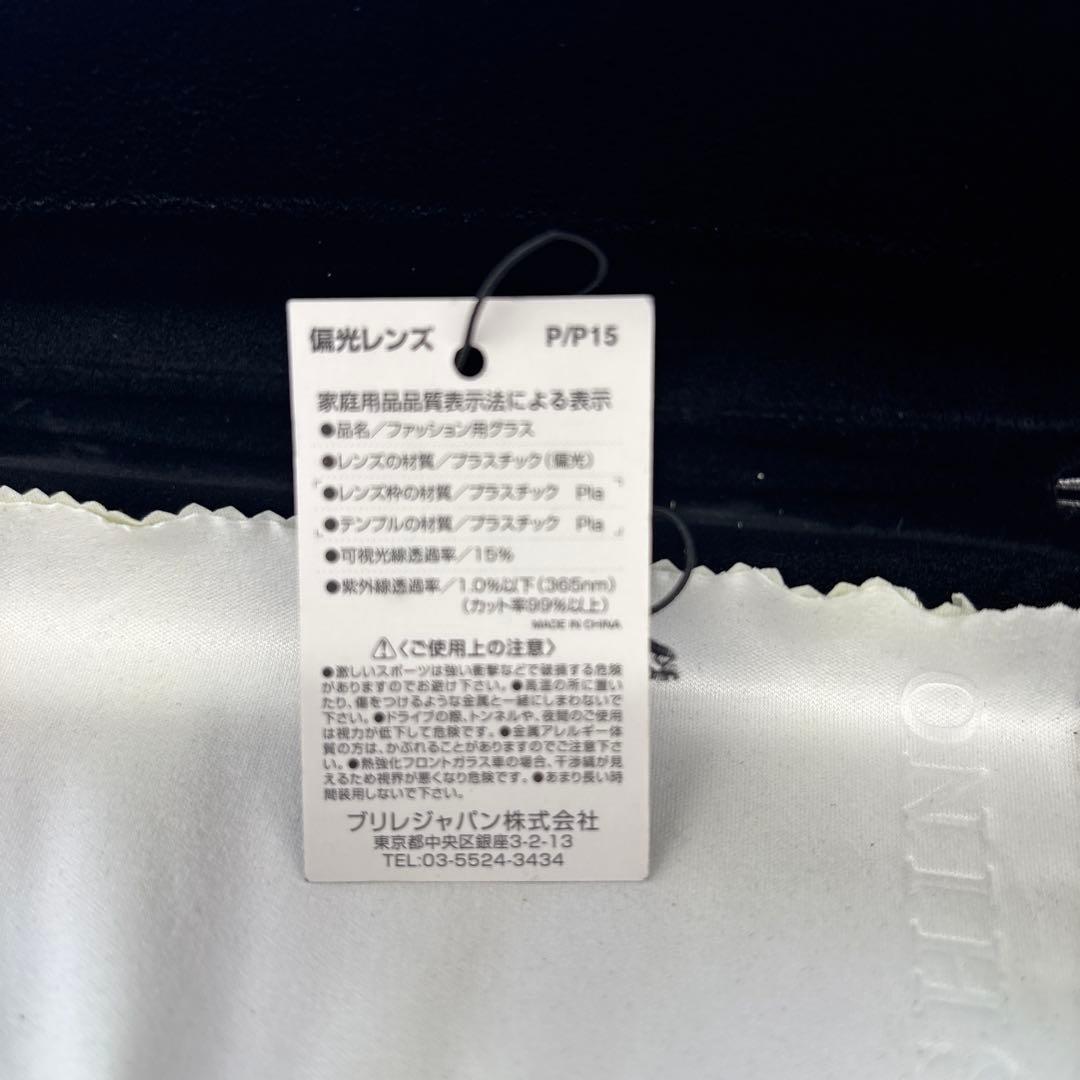 偏光レンズ P/P15
家庭用品品質表示法による表示
●品名/ファッション用グラス
●レンズの材質/プラスチック(偏光)
●レンズ枠の材質/プラスチック Pla
●テンプルの材質/プラスチック Pla
●可視光線透過率/15%
●紫外線透過率/1.0%以下(365nm)
(カット率99%以上)
MADE IN CHINA
⚠〈ご使用上の注意〉
●激しいスポーツは強い衝撃などで破損する危険
がありますのでお避け下さい。●高温の所に置い
たり、傷をつけるような金属と一緒にしまわないで
下さい。●ドライブの際、トンネルや、夜間のご使用
は視力が低下して危険です。●金属アレルギー体
質の方は、かぶれることがありますのでご注意下さ
い。●熱強化フロントガラス車の場合、干渉縞が見
えるため視界が悪くなり危険です。●あまり長い時
間装用しないで下さい。
ブリレジャパン株式会社
東京都中央区銀座3-2-13
TEL:03-5524-3434